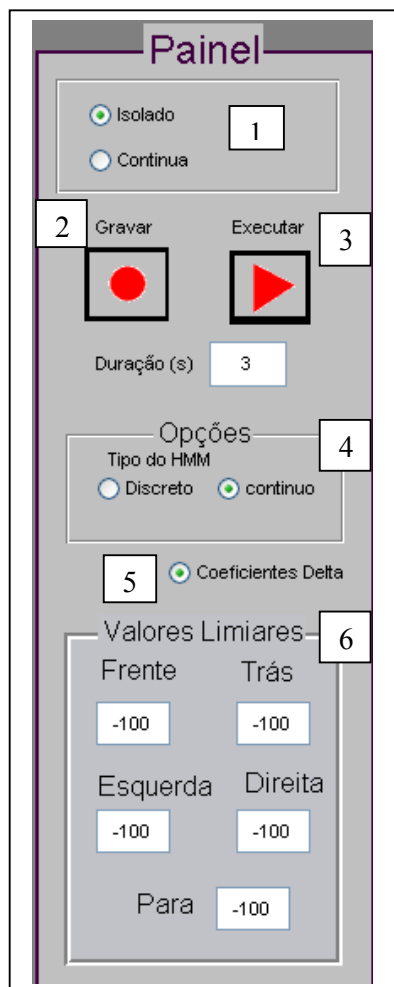 Painel
Isolado
1
Continua
2
Gravar
Executar
3
Duração (s)
3
Opções
4
Tipo do HMM
Discreto
continuo
5
Coeficientes Delta
Valores Limiares
6
Frente
Trás
-100
-100
Esquerda
Direita
-100
-100
Para
-100